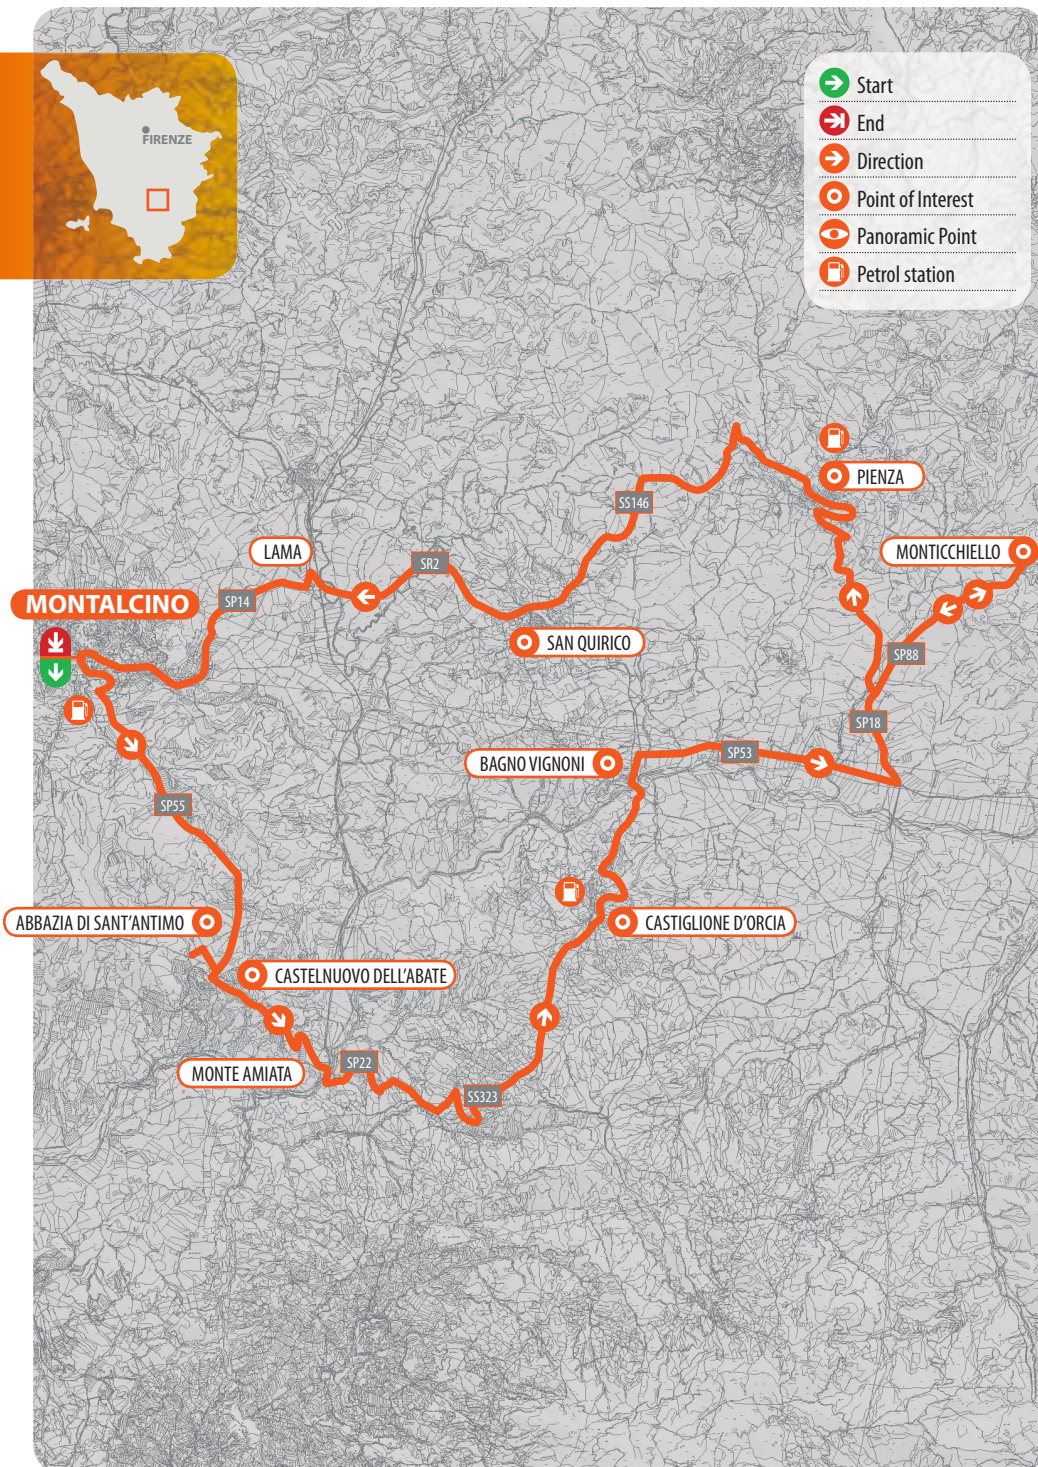 FIRENZE
Start
End
Direction
Point of Interest
Panoramic Point
Petrol station
PIENZA
SS146
MONTICCHIELLO
LAMA
SR2
MONTALCINO
SP14
SAN QUIRICO
SP88
SP18
BAGNO VIGNONI
SP53
SP55
ABBAZIA DI SANT'ANTIMO
CASTIGLIONE D'ORCIA
CASTELNUOVO DELL'ABATE
MONTE AMIATA
SP22
SS323